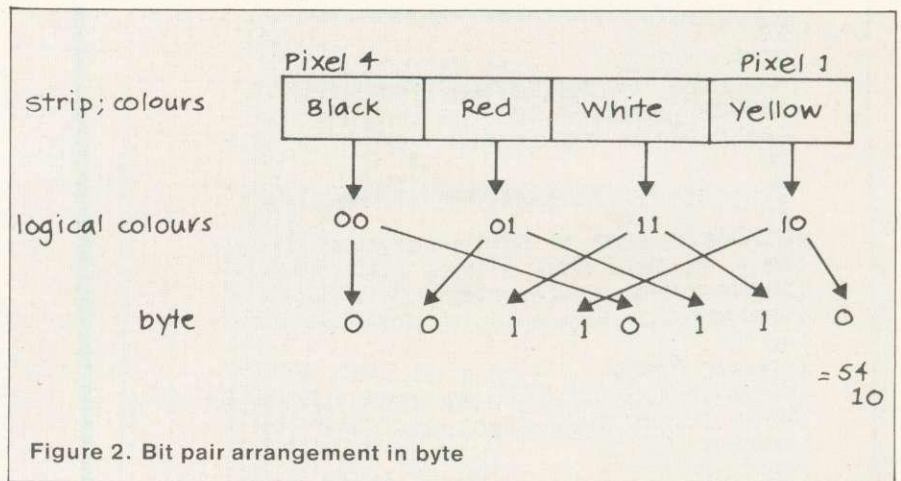 Pixel 4 Pixel 1
strip; colours Black Red White Yellow
logical colours 00 01 11 10
byte 0 0 1 1 0 1 1 0
= 54
10
Figure 2. Bit pair arrangement in byte